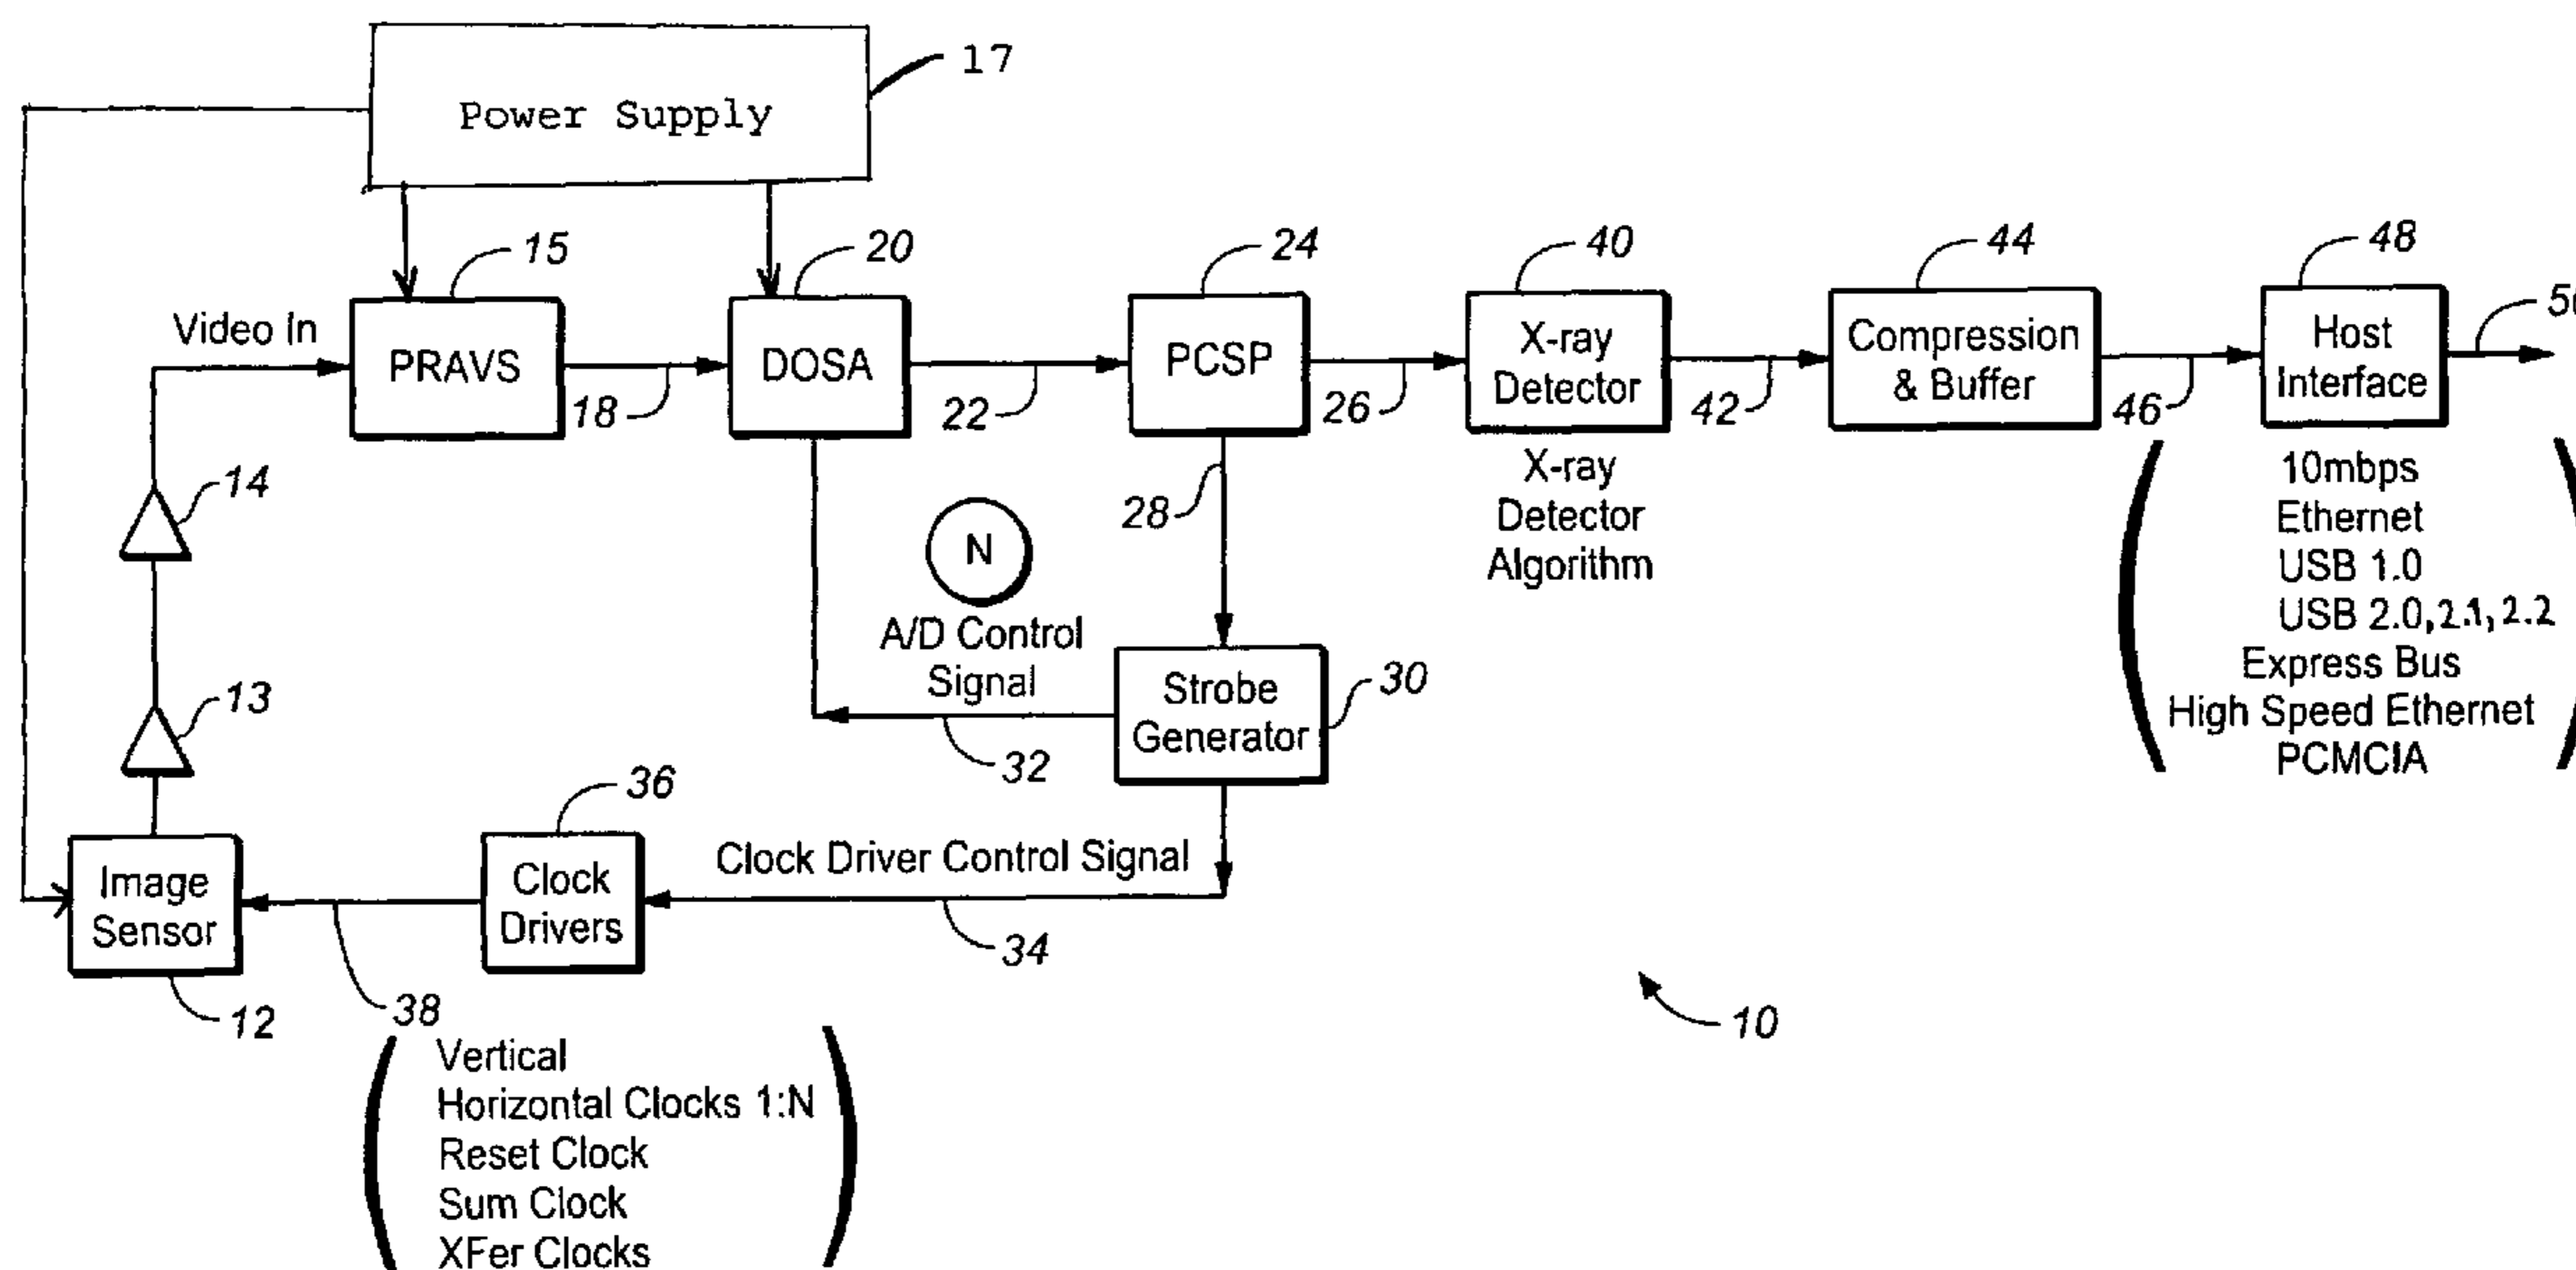 17
Power Supply
15
20
24
40
44
48
Video In
PRAVS
DOSA
PCSP
X-ray
Detector
Compression
& Buffer
Host
Interface
18
22
26
42
46
14
28
X-ray
Detector
Algorithm
10mbps
Ethernet
USB 1.0
USB 2.0,2.1,2.2
Express Bus
High Speed Ethernet
PCMCIA
N
A/D Control
Signal
13
Strobe
Generator
30
32
36
Clock Driver Control Signal
Image
Sensor
Clock
Drivers
34
12
38
10
Vertical
Horizontal Clocks 1:N
Reset Clock
Sum Clock
XFer Clocks